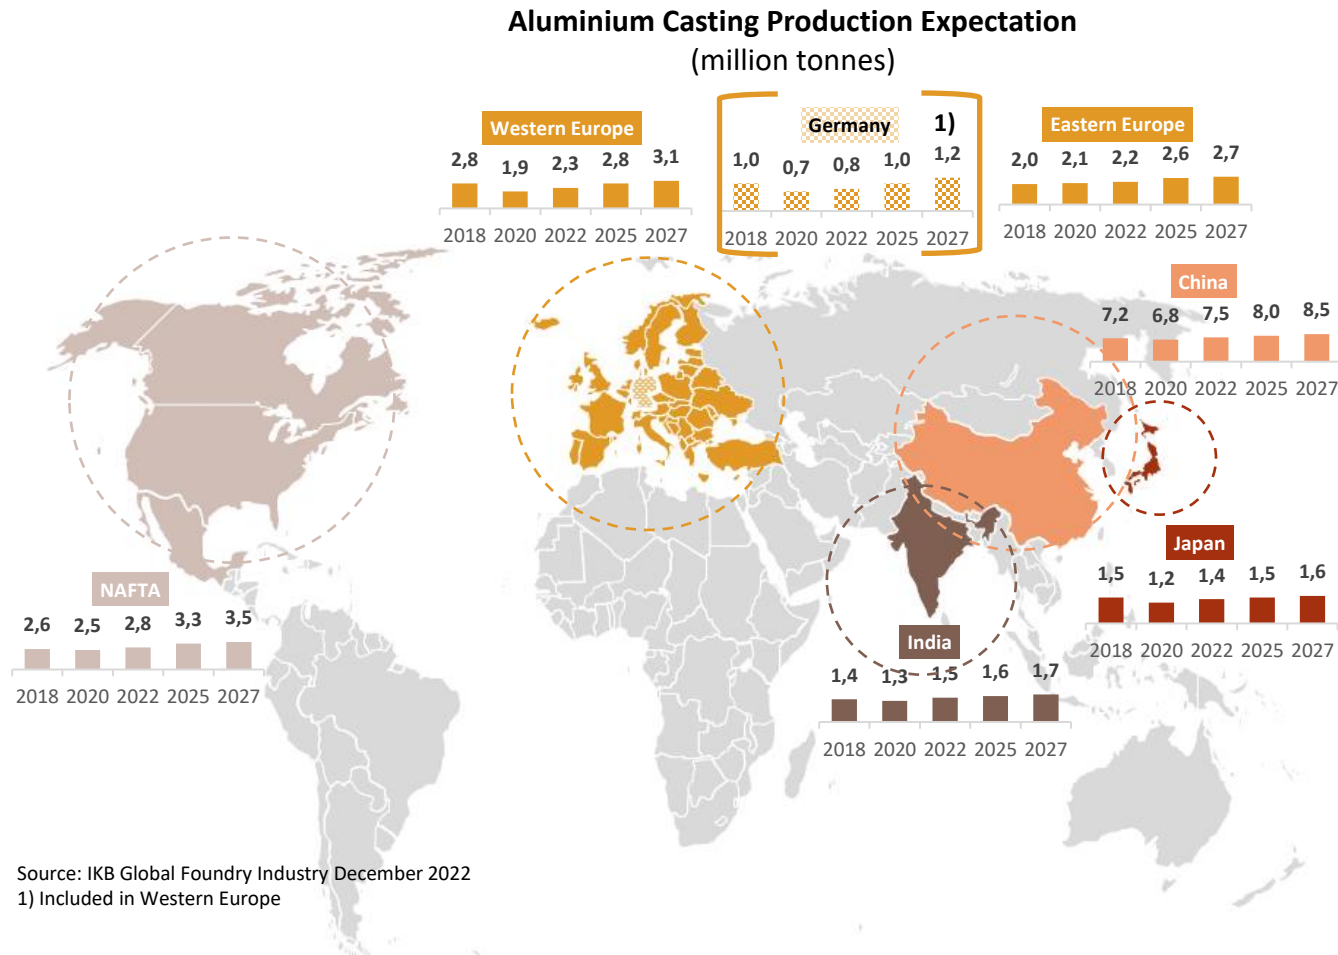 Aluminium Casting Production Expectation
(million tonnes)
Western Europe
2,8 1,9 2,3 2,8 3,1
2018 2020 2022 2025 2027
Germany 1)
1,0 0,7 0,8 1,0 1,2
2018 2020 2022 2025 2027
Eastern Europe
2,0 2,1 2,2 2,6 2,7
2018 2020 2022 2025 2027
China
7,2 6,8 7,5 8,0 8,5
2018 2020 2022 2025 2027
Japan
1,5 1,2 1,4 1,5 1,6
2018 2020 2022 2025 2027
NAFTA
2,6 2,5 2,8 3,3 3,5
2018 2020 2022 2025 2027
India
1,4 1,3 1,5 1,6 1,7
2018 2020 2022 2025 2027
Source: IKB Global Foundry Industry December 2022
1) Included in Western Europe